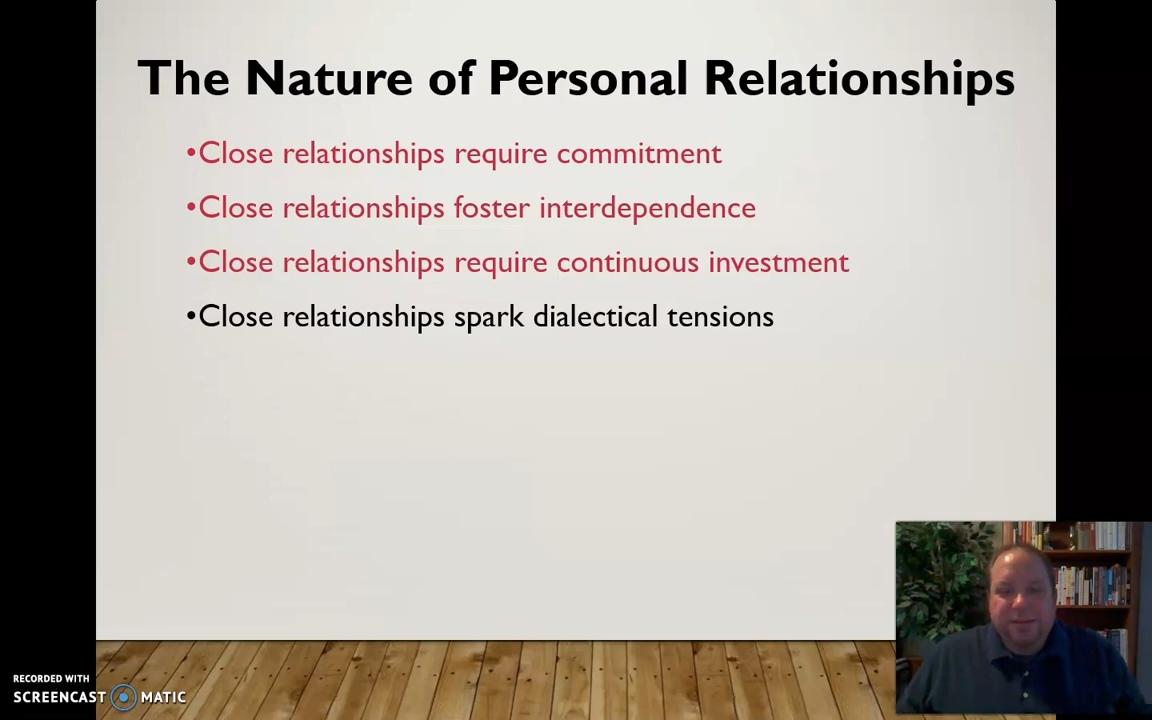 The Nature of Personal Relationships
•Close relationships require commitment
•Close relationships foster interdependence
•Close relationships require continuous investment
•Close relationships spark dialectical tensions
RECORDED WITH
SCREENCAST MATIC